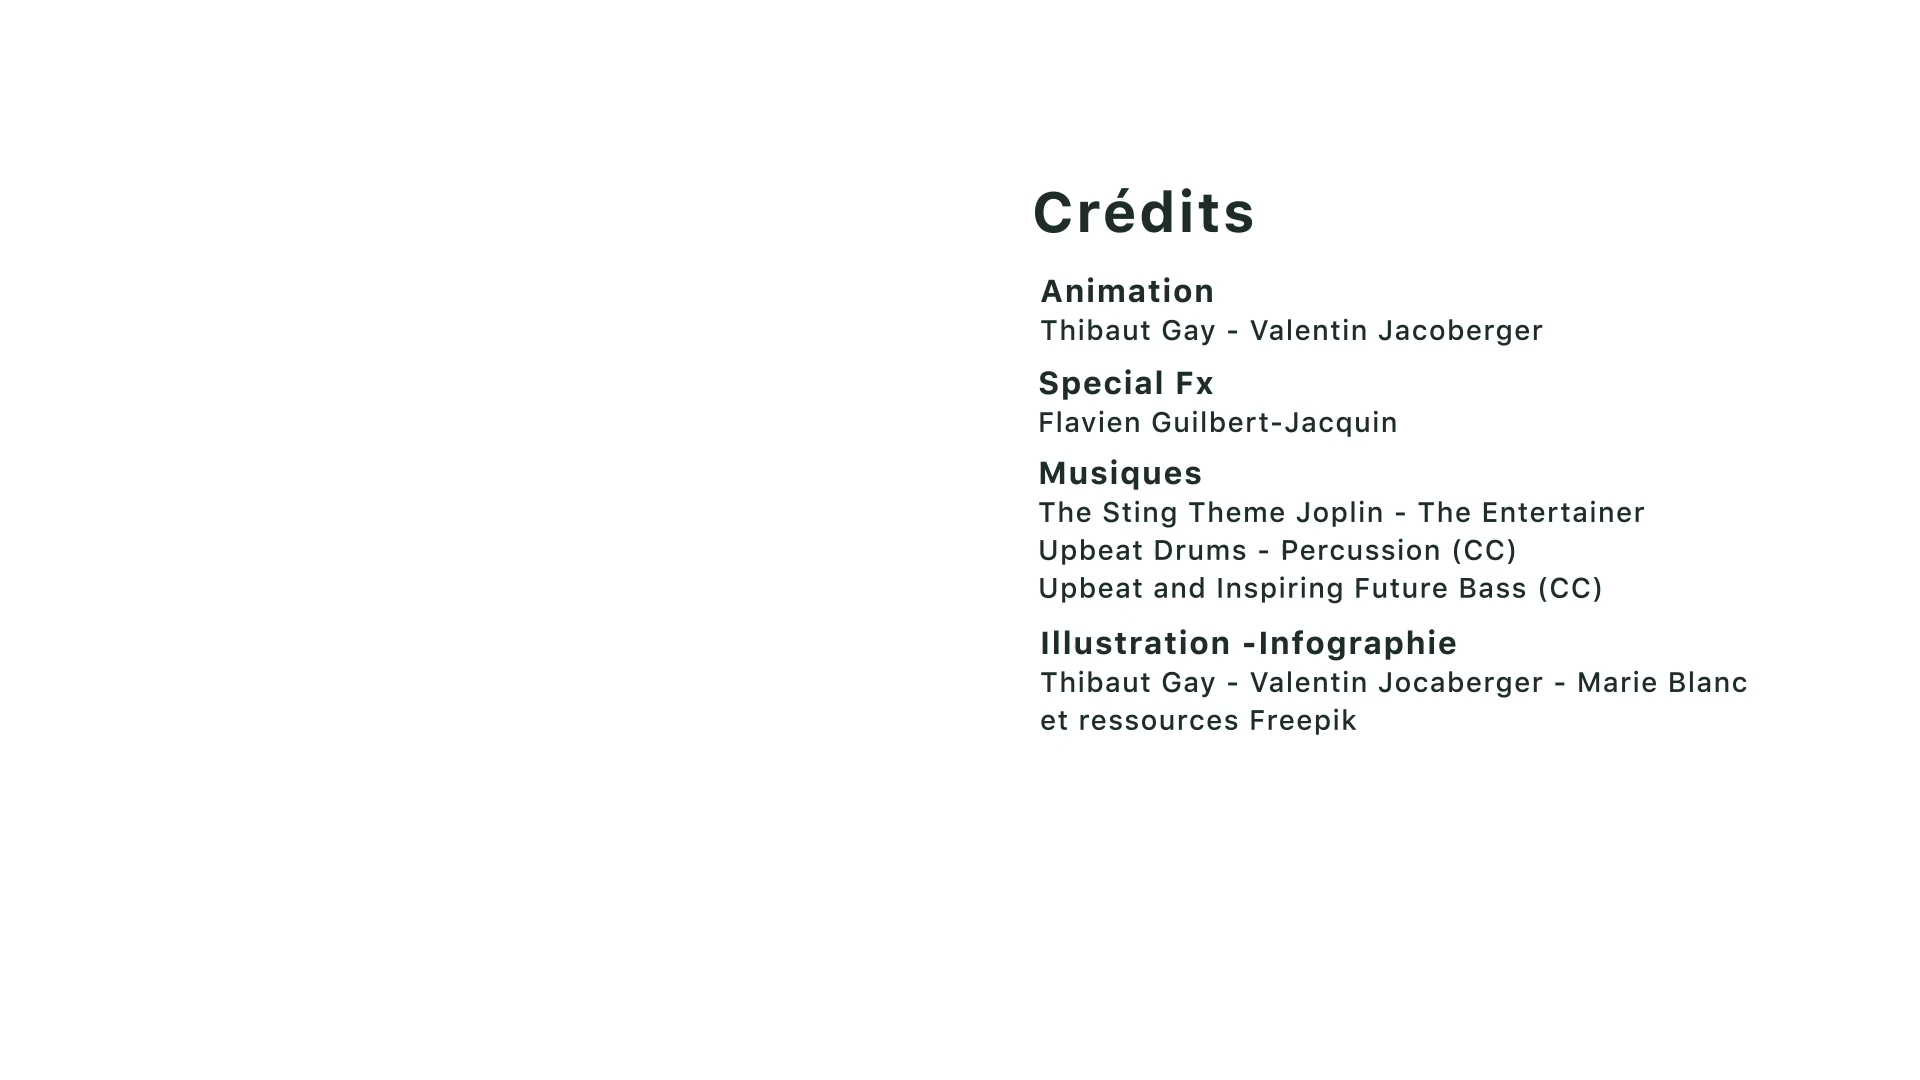 Crédits
Animation
Thibaut Gay - Valentin Jacoberger
Special Fx
Flavien Guilbert-Jacquin
Musiques
The Sting Theme Joplin - The Entertainer
Upbeat Drums - Percussion (CC)
Upbeat and Inspiring Future Bass (CC)
Illustration -Infographie
Thibaut Gay - Valentin Jocaberger - Marie Blanc
et ressources Freepik